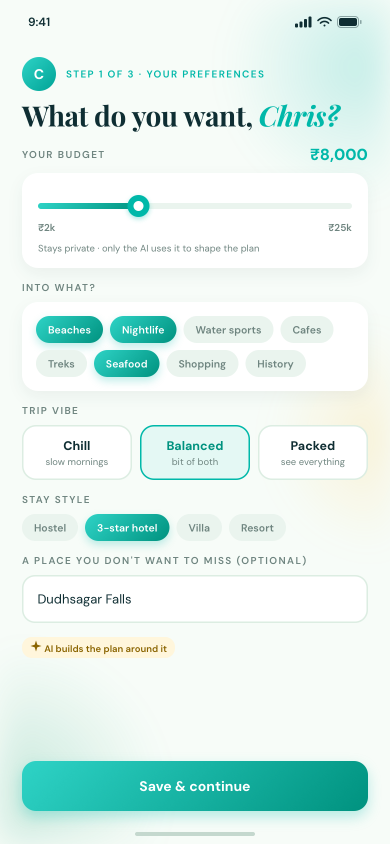 9:41
C
STEP 1 OF 3 · YOUR PREFERENCES
What do you want, Chris?
YOUR BUDGET
₹8,000
₹2k
₹25k
Stays private · only the AI uses it to shape the plan
INTO WHAT?
Beaches Nightlife Water sports Cafes
Treks Seafood Shopping History
TRIP VIBE
Chill Balanced Packed
slow mornings bit of both see everything
STAY STYLE
Hostel 3-star hotel Villa Resort
A PLACE YOU DON'T WANT TO MISS (OPTIONAL)
Dudhsagar Falls
AI builds the plan around it
Save & continue